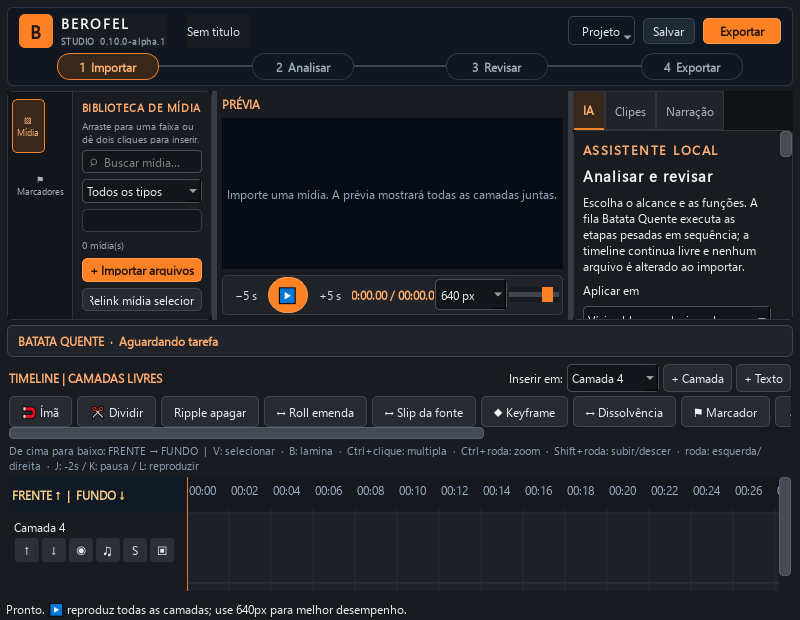 B
BEROFEL
STUDIO 0.10.0-alpha.1
Sem titulo
Projeto
Salvar
Exportar
1 Importar
2 Analisar
3 Revisar
4 Exportar
Mídia
Marcadores
BIBLIOTECA DE MÍDIA
Arraste para uma faixa ou
dê dois cliques para inserir.
Buscar mídia...
Todos os tipos
0 mídia(s)
+ Importar arquivos
Relink mídia selecior
PRÉVIA
Importe uma mídia. A prévia mostrará todas as camadas juntas.
−5 s
+5 s
0:00.00 / 00:00.0
640 px
IA
Clipes
Narração
ASSISTENTE LOCAL
Analisar e revisar
Escolha o alcance e as funções. A
fila Batata Quente executa as
etapas pesadas em sequência; a
timeline continua livre e nenhum
arquivo é alterado ao importar.
Aplicar em
BATATA QUENTE · Aguardando tarefa
TIMELINE | CAMADAS LIVRES
Inserir em:
Camada 4
+ Camada
+ Texto
Ímã
Dividir
Ripple apagar
↔ Roll emenda
↔ Slip da fonte
◆ Keyframe
↔ Dissolvência
⚑ Marcador
De cima para baixo: FRENTE → FUNDO | V: selecionar · B: lamina · Ctrl+clique: multipla · Ctrl+roda: zoom · Shift+roda: subir/descer · roda: esquerda/
direita · J: -2s / K: pausa / L: reproduzir
FRENTE ↑ | FUNDO ↓
00:00 00:02 00:04 00:06 00:08 00:10 00:12 00:14 00:16 00:18 00:20 00:22 00:24 00:26
Camada 4
↑ ↓ ◉ ♫ S ▣
Pronto. ▶ reproduz todas as camadas; use 640px para melhor desempenho.